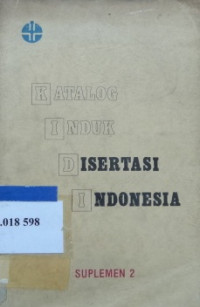 KATALOG
INDUK
DISERTASI
INDONESIA
.018 598
SUPLEMEN 2